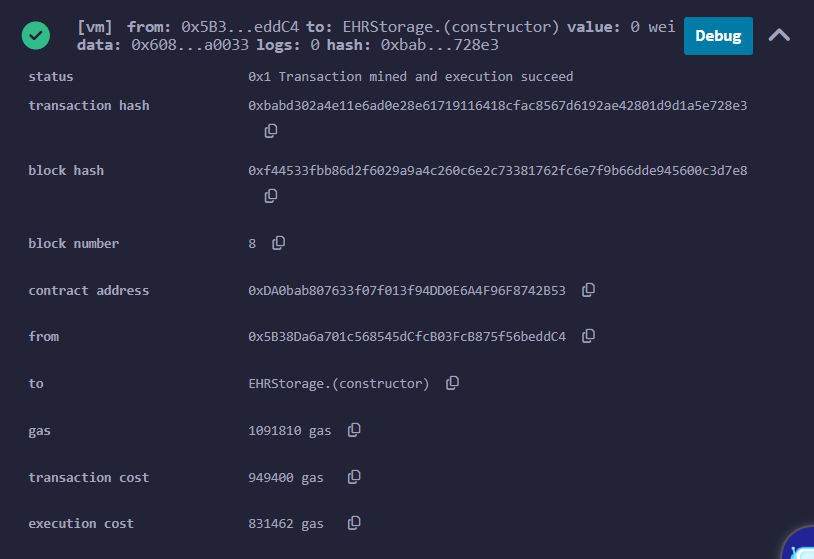 [vm] from: 0x5B3...eddC4 to: EHRStorage.(constructor) value: 0 wei
data: 0x608...a0033 logs: 0 hash: 0xbab...728e3
Debug
status 0x1 Transaction mined and execution succeed
transaction hash 0xbabd302a4e11e6ad0e28e61719116418cfac8567d6192ae42801d9d1a5e728e3
block hash 0xf44533fbb86d2f6029a9a4c260c6e2c73381762fc6e7f9b66dde945600c3d7e8
block number 8
contract address 0xDA0bab807633f07f013f94DD0E6A4F96F8742B53
from 0x5B38Da6a701c568545dCfcB03FcB875f56beddC4
to EHRStorage.(constructor)
gas 1091810 gas
transaction cost 949400 gas
execution cost 831462 gas